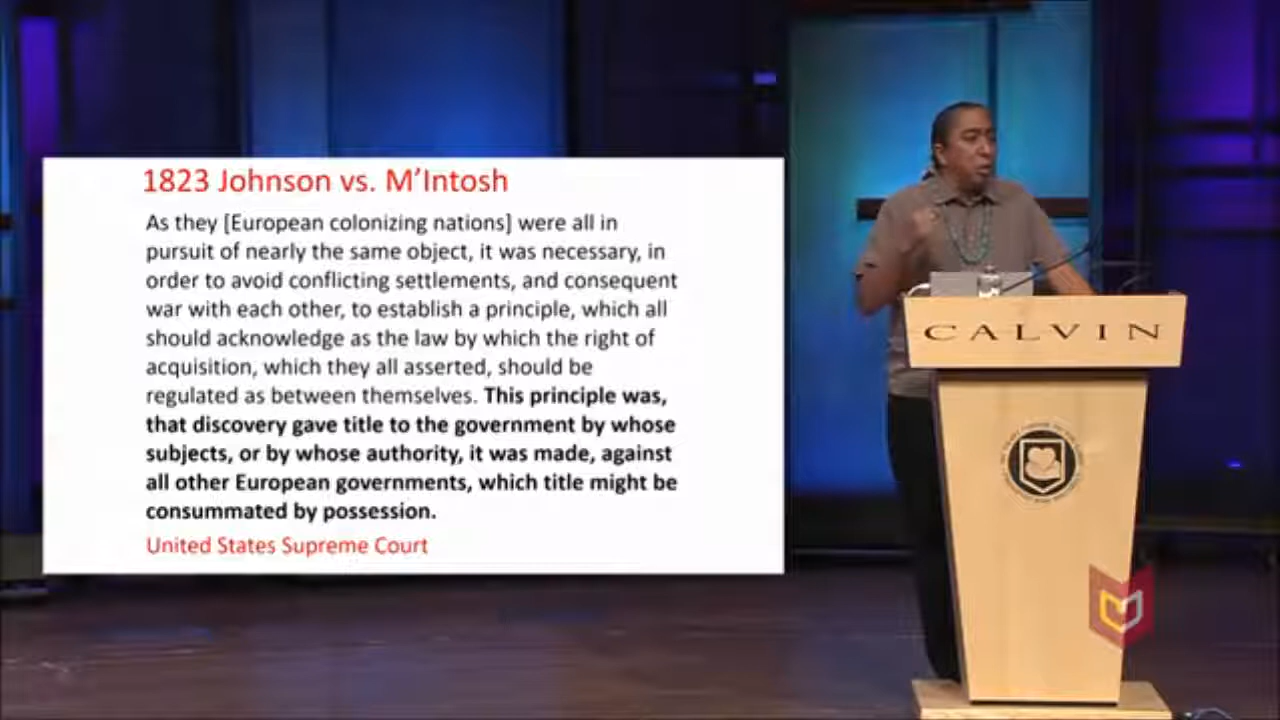 1823 Johnson vs. M’Intosh
As they [European colonizing nations] were all in
pursuit of nearly the same object, it was necessary, in
order to avoid conflicting settlements, and consequent
war with each other, to establish a principle, which all
should acknowledge as the law by which the right of
acquisition, which they all asserted, should be
regulated as between themselves. This principle was,
that discovery gave title to the government by whose
subjects, or by whose authority, it was made, against
all other European governments, which title might be
consummated by possession.
United States Supreme Court
CALVIN